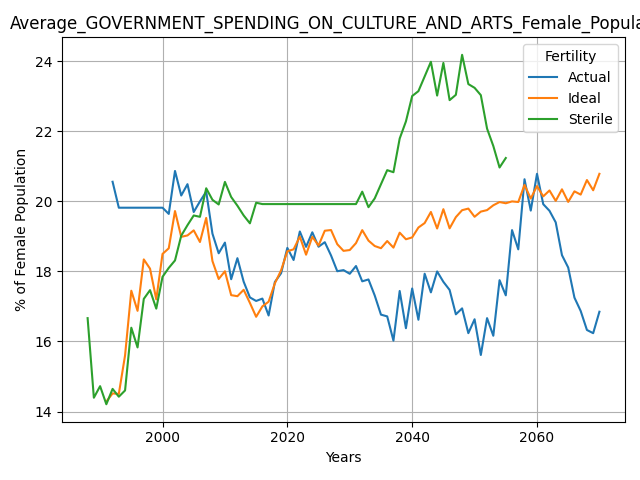 Average_GOVERNMENT_SPENDING_ON_CULTURE_AND_ARTS_Female_Popula
Fertility
Actual
Ideal
Sterile
24
22
20
18
16
14
% of Female Population
2000
2020
2040
2060
Years